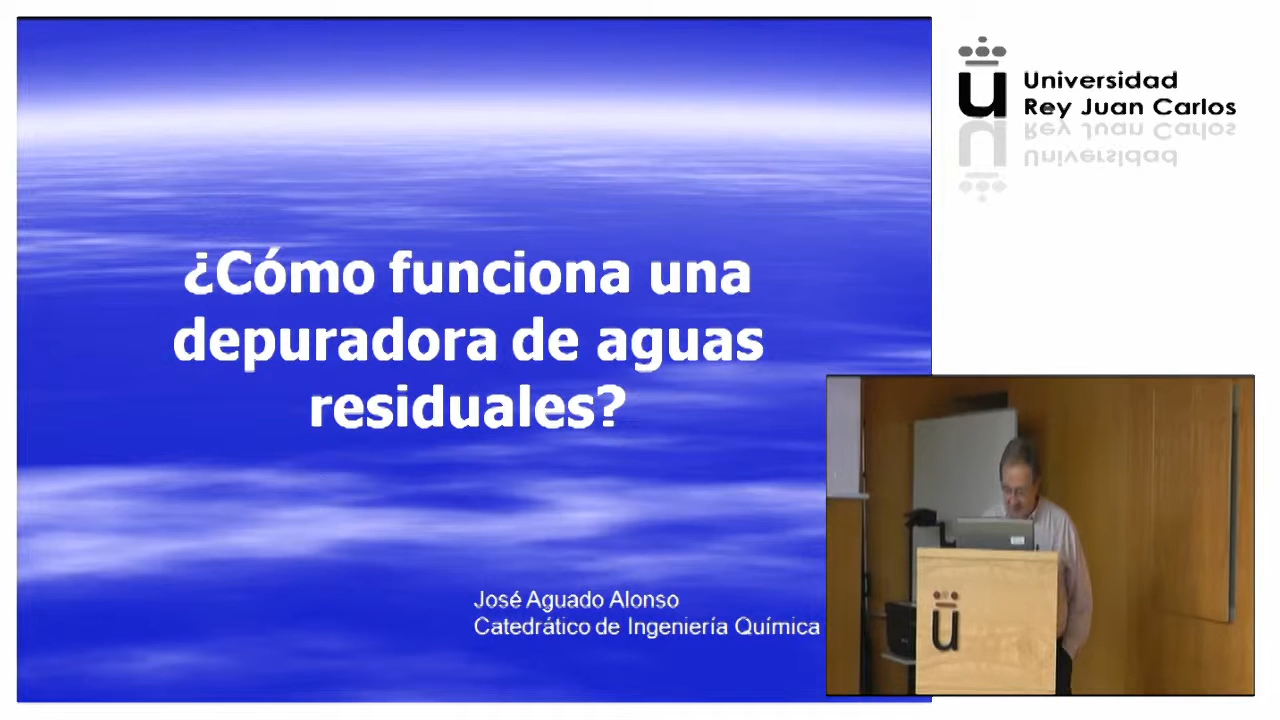 ¿Cómo funciona una
depuradora de aguas
residuales?
José Aguado Alonso
Catedrático de Ingeniería Química
Universidad
Rey Juan Carlos
u